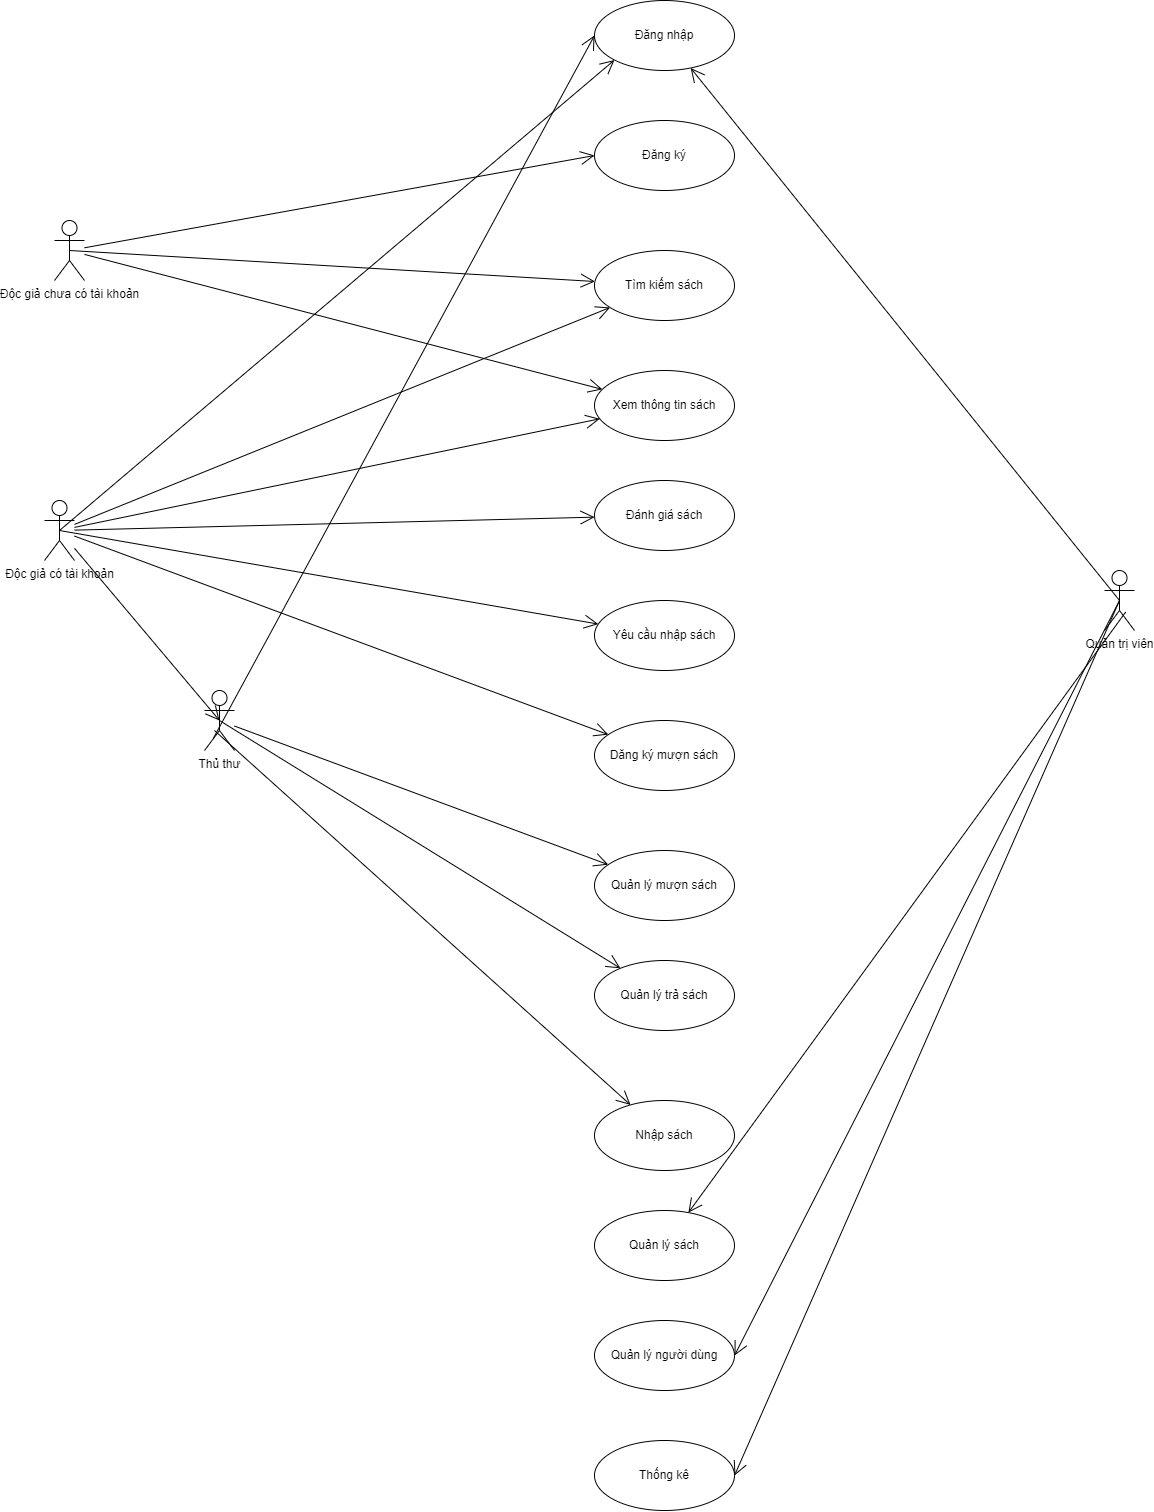 Đăng nhập
Đăng ký
Độc giả chưa có tài khoản
Tìm kiếm sách
Xem thông tin sách
Đánh giá sách
Độc giả có tài khoản
Yêu cầu nhập sách
Quản trị viên
Dăng ký mượn sách
Thủ thư
Quản lý mượn sách
Quản lý trả sách
Nhập sách
Quản lý sách
Quản lý người dùng
Thống kê